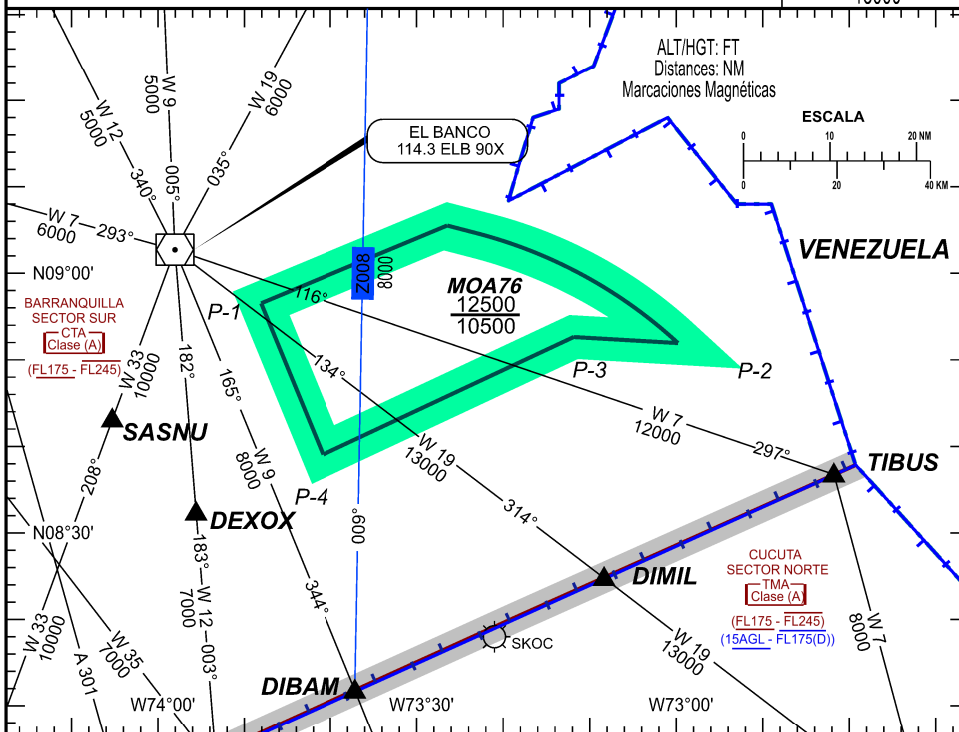 ALT/HGT: FT
Distances: NM
Marcaciones Magnéticas
ESCALA
0 10 20 NM
0 20 40 KM
W 12
5000
340°
W 9
5000
005°
W 19
6000
035°
EL BANCO
114.3 ELB 90X
W 7
6000
293°
N09°00'
Z008
8000
VENEZUELA
MOA76
12500
10500
P-1
116°
P-2
P-3
P-4
134°
BARRANQUILLA
SECTOR SUR
CTA
Clase (A)
(FL175 - FL245)
W 33
10000
182°
165°
SASNU
208°
W 9
8000
W 19
13000
W 7
12000
297°
TIBUS
DEXOX
N08°30'
183°
W 12
7000
003°
344°
009°
314°
DIMIL
SKOC
DIBAM
CUCUTA
SECTOR NORTE
TMA
Clase (A)
(FL175 - FL245)
(15AGL - FL175(D))
W 7
8000
W 19
13000
W 33
10000
A 301
W 35
7000
W74°00'
W73°30'
W73°00'